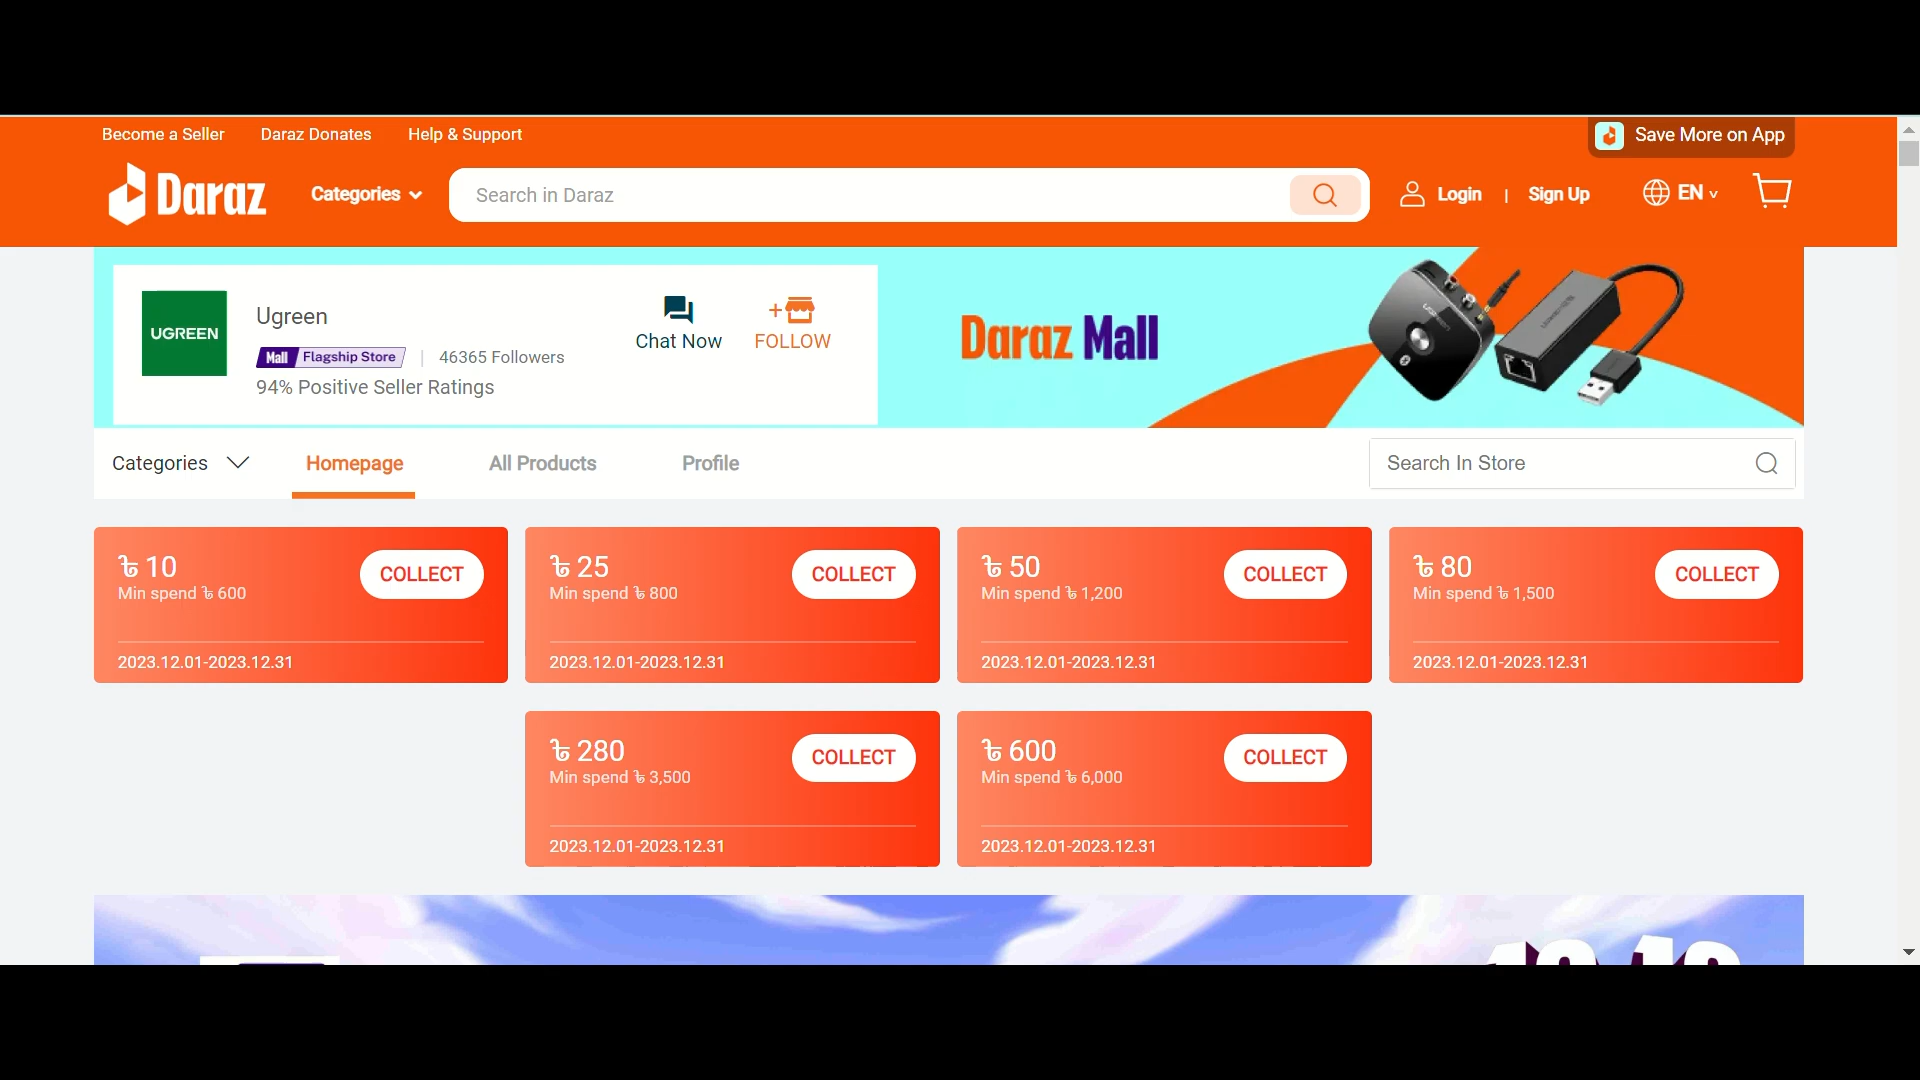 Become a Seller Daraz Donates Help & Support Save More on App
Daraz Categories Search in Daraz Login | Sign Up EN
UGREEN
Ugreen
Mall Flagship Store | 46365 Followers
94% Positive Seller Ratings
Chat Now FOLLOW
Daraz Mall
Categories Homepage All Products Profile Search In Store
৳ 10 COLLECT
Min spend ৳ 600
2023.12.01-2023.12.31
৳ 25 COLLECT
Min spend ৳ 800
2023.12.01-2023.12.31
৳ 50 COLLECT
Min spend ৳ 1,200
2023.12.01-2023.12.31
৳ 80 COLLECT
Min spend ৳ 1,500
2023.12.01-2023.12.31
৳ 280 COLLECT
Min spend ৳ 3,500
2023.12.01-2023.12.31
৳ 600 COLLECT
Min spend ৳ 6,000
2023.12.01-2023.12.31